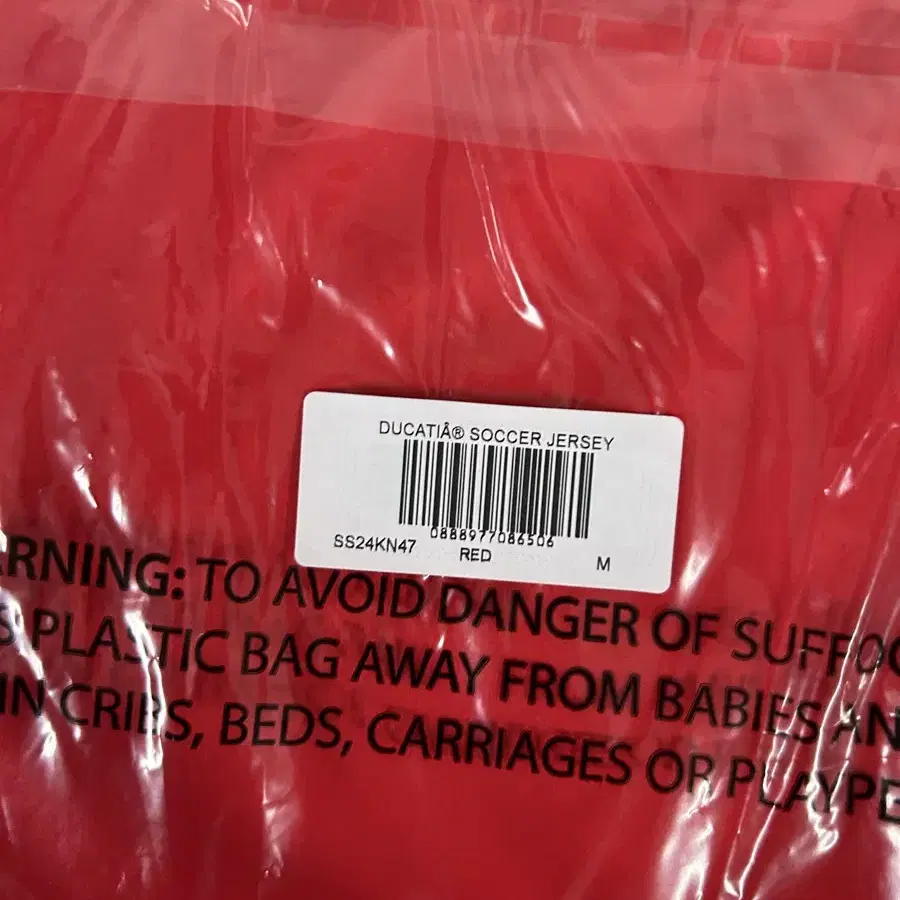 DUCATIÂ® SOCCER JERSEY
0888977086506
SS24KN47 RED M
RNING: TO AVOID DANGER OF SUFFOC
S PLASTIC BAG AWAY FROM BABIES AN
IN CRIBS, BEDS, CARRIAGES OR PLAYPE